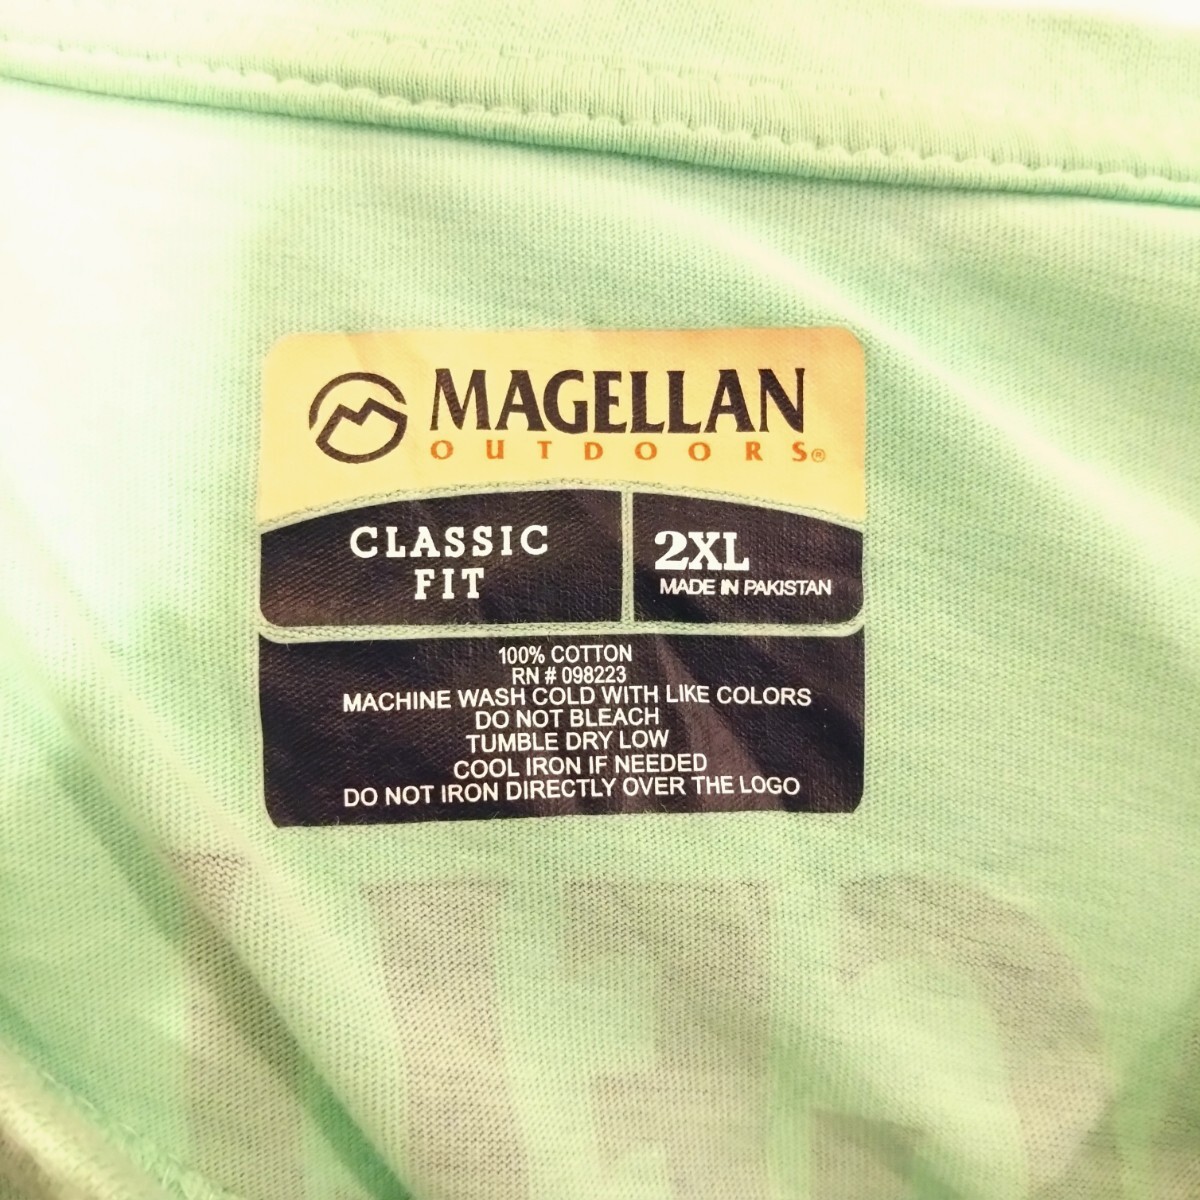 MAGELLAN
OUTDOORS®
CLASSIC
FIT
2XL
MADE IN PAKISTAN
100% COTTON
RN # 098223
MACHINE WASH COLD WITH LIKE COLORS
DO NOT BLEACH
TUMBLE DRY LOW
COOL IRON IF NEEDED
DO NOT IRON DIRECTLY OVER THE LOGO